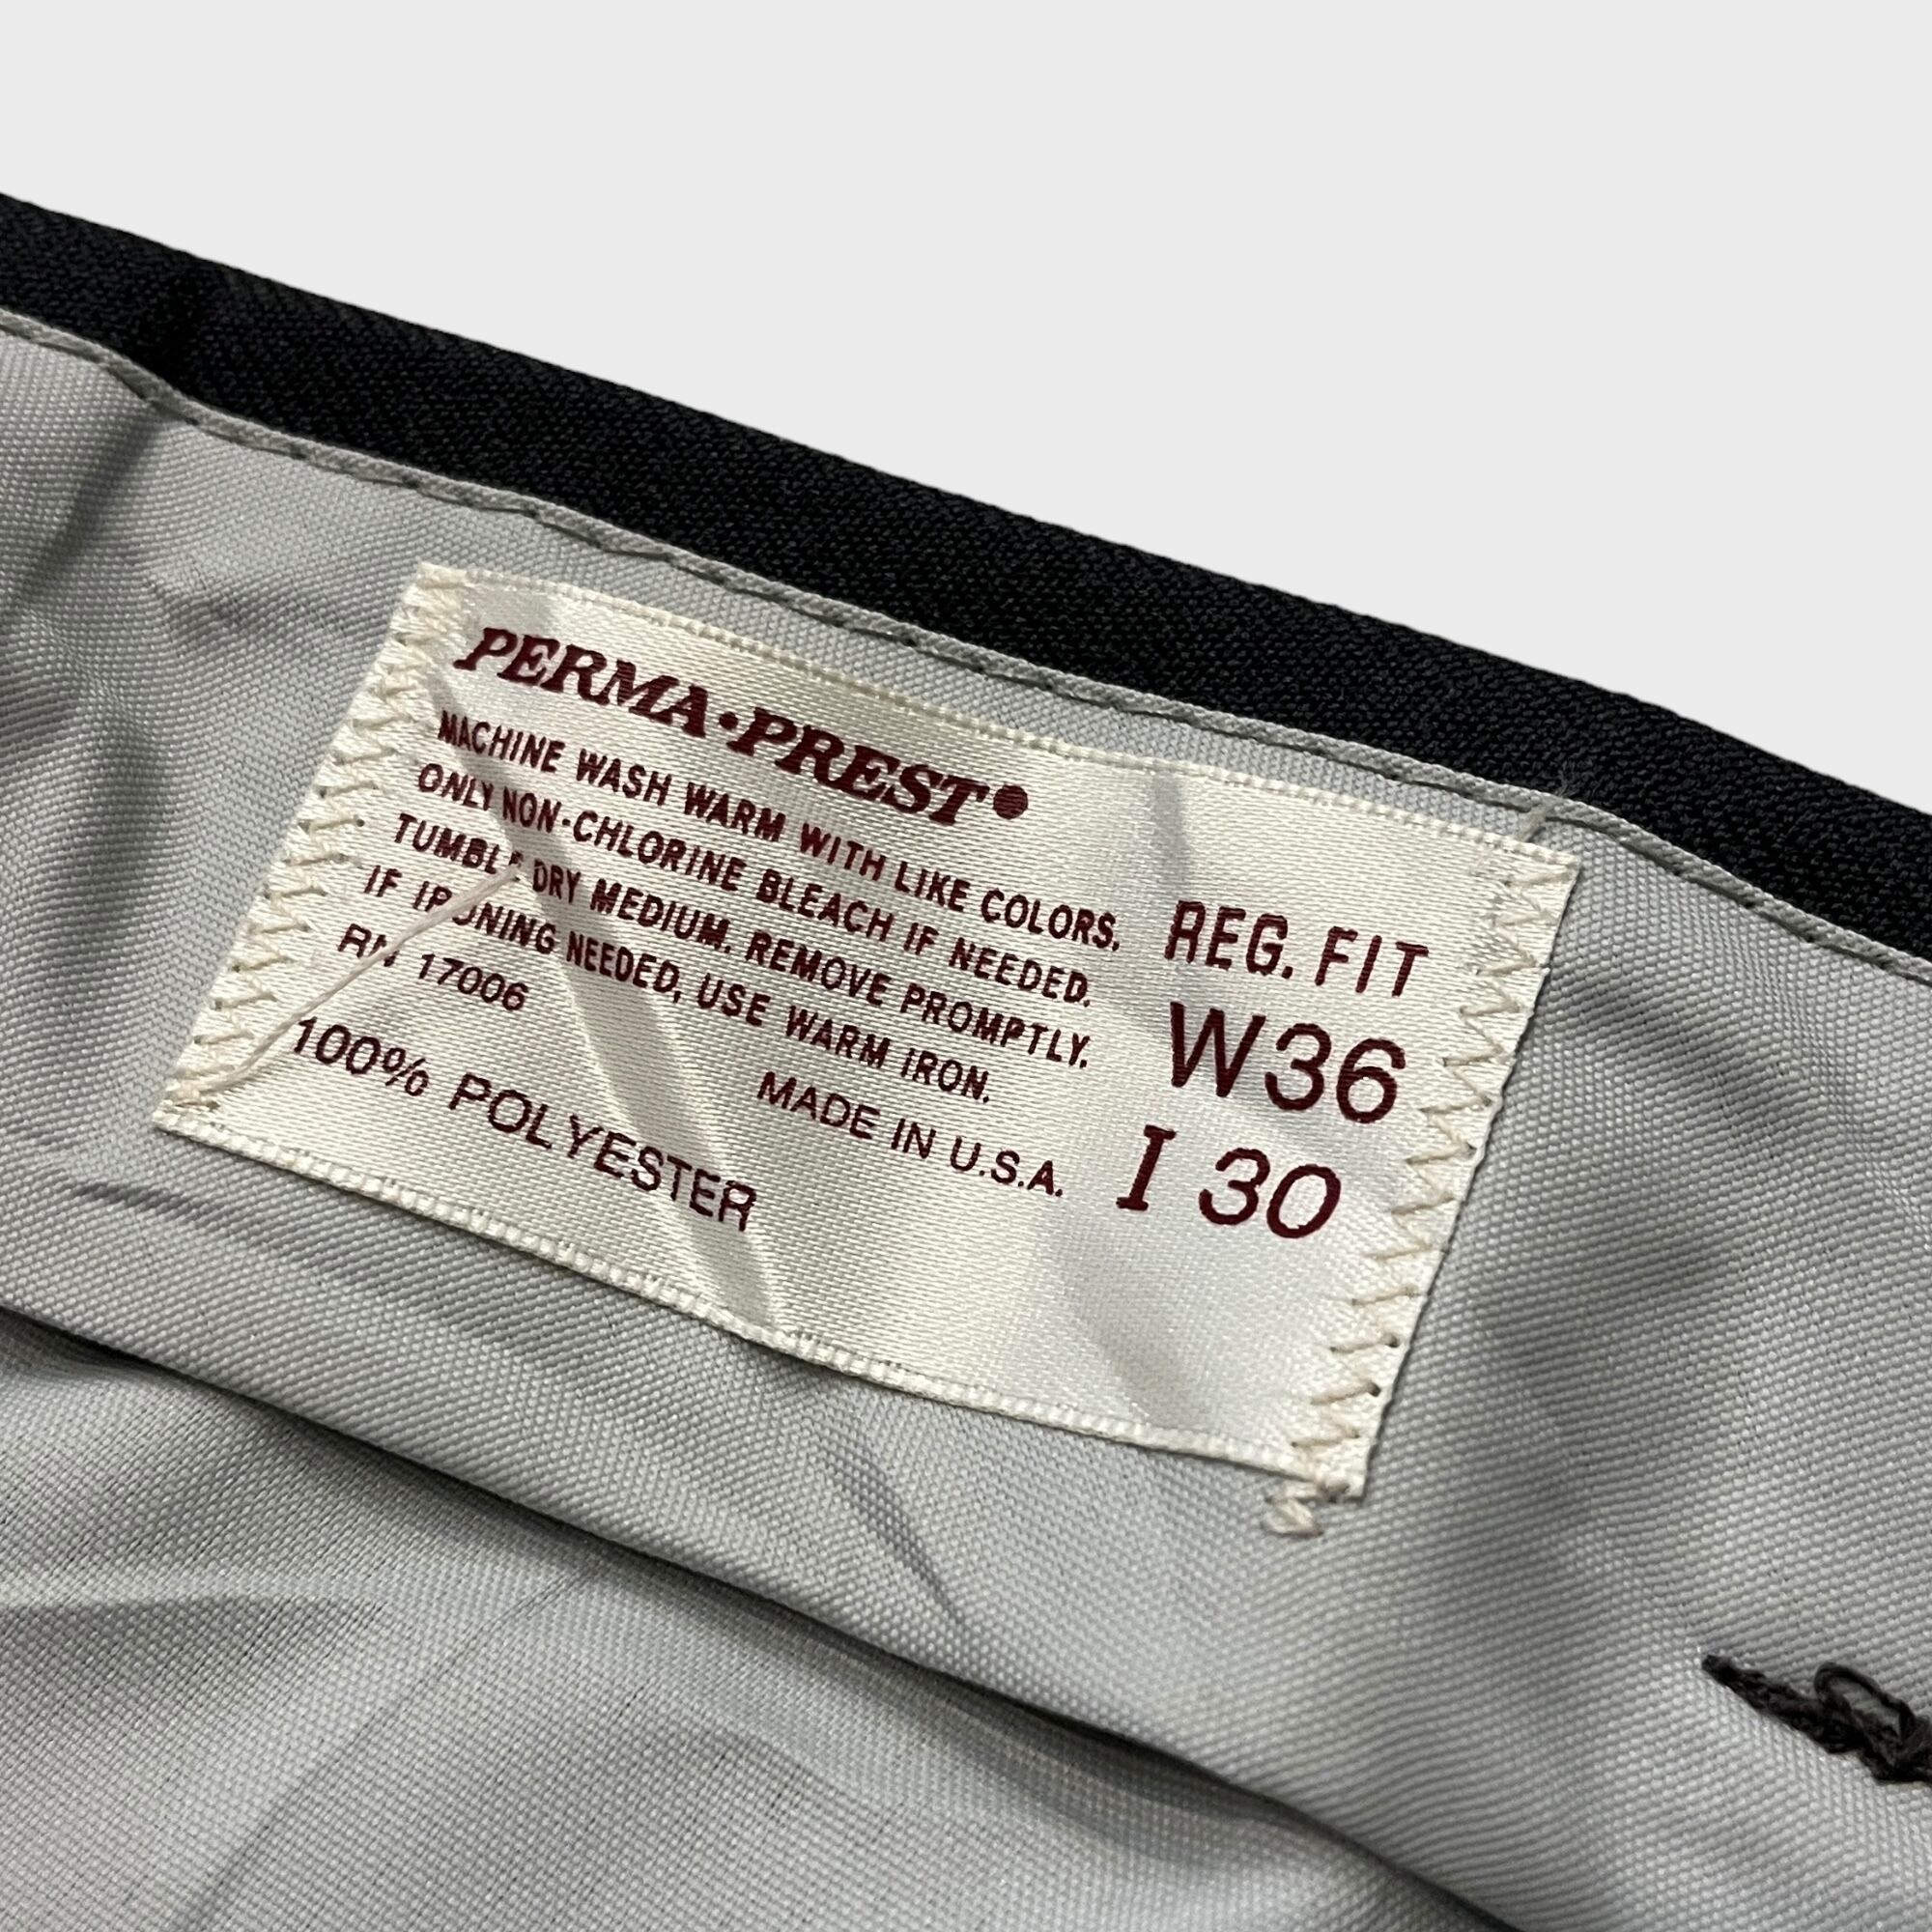 PERMA·PREST®
MACHINE WASH WARM WITH LIKE COLORS.
ONLY NON-CHLORINE BLEACH IF NEEDED.
TUMBLE DRY MEDIUM. REMOVE PROMPTLY.
IF IRONING NEEDED, USE WARM IRON.
RN 17006
MADE IN U.S.A.
100% POLYESTER
REG. FIT
W36
I 30